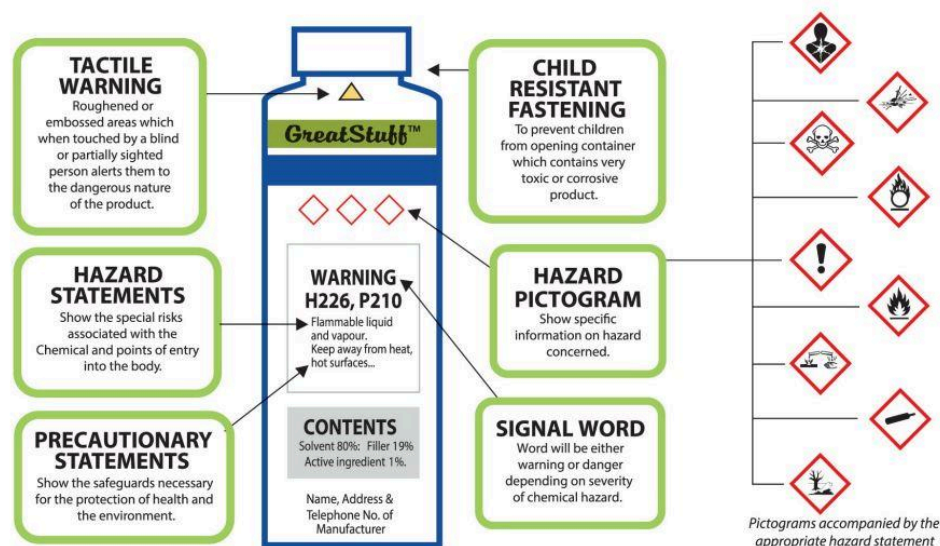 TACTILE
WARNING
Roughened or
embossed areas which
when touched by a blind
or partially sighted
person alerts them to
the dangerous nature
of the product.
HAZARD
STATEMENTS
Show the special risks
associated with the
Chemical and points of entry
into the body.
PRECAUTIONARY
STATEMENTS
Show the safeguards necessary
for the protection of health and
the environment.
GreatStuff™
WARNING
H226, P210
Flammable liquid
and vapour.
Keep away from heat,
hot surfaces...
CONTENTS
Solvent 80%: Filler 19%
Active ingredient 1%.
Name, Address &
Telephone No. of
Manufacturer
CHILD
RESISTANT
FASTENING
To prevent children
from opening container
which contains very
toxic or corrosive
product.
HAZARD
PICTOGRAM
Show specific
information on hazard
concerned.
SIGNAL WORD
Word will be either
warning or danger
depending on severity
of chemical hazard.
Pictograms accompanied by the
appropriate hazard statement